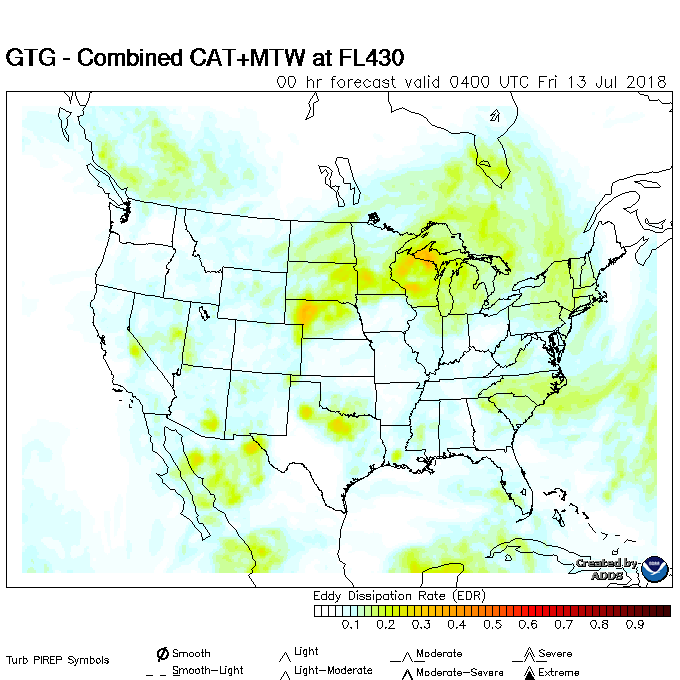 GTG - Combined CAT+MTW at FL430
00 hr forecast valid 0400 UTC Fri 13 Jul 2018
Created by
ADDS
Eddy Dissipation Rate (EDR)
0.1 0.2 0.3 0.4 0.5 0.6 0.7 0.8 0.9
Turb PIREP Symbols
Smooth Light Moderate Severe
Smooth-Light Light-Moderate Moderate-Severe Extreme